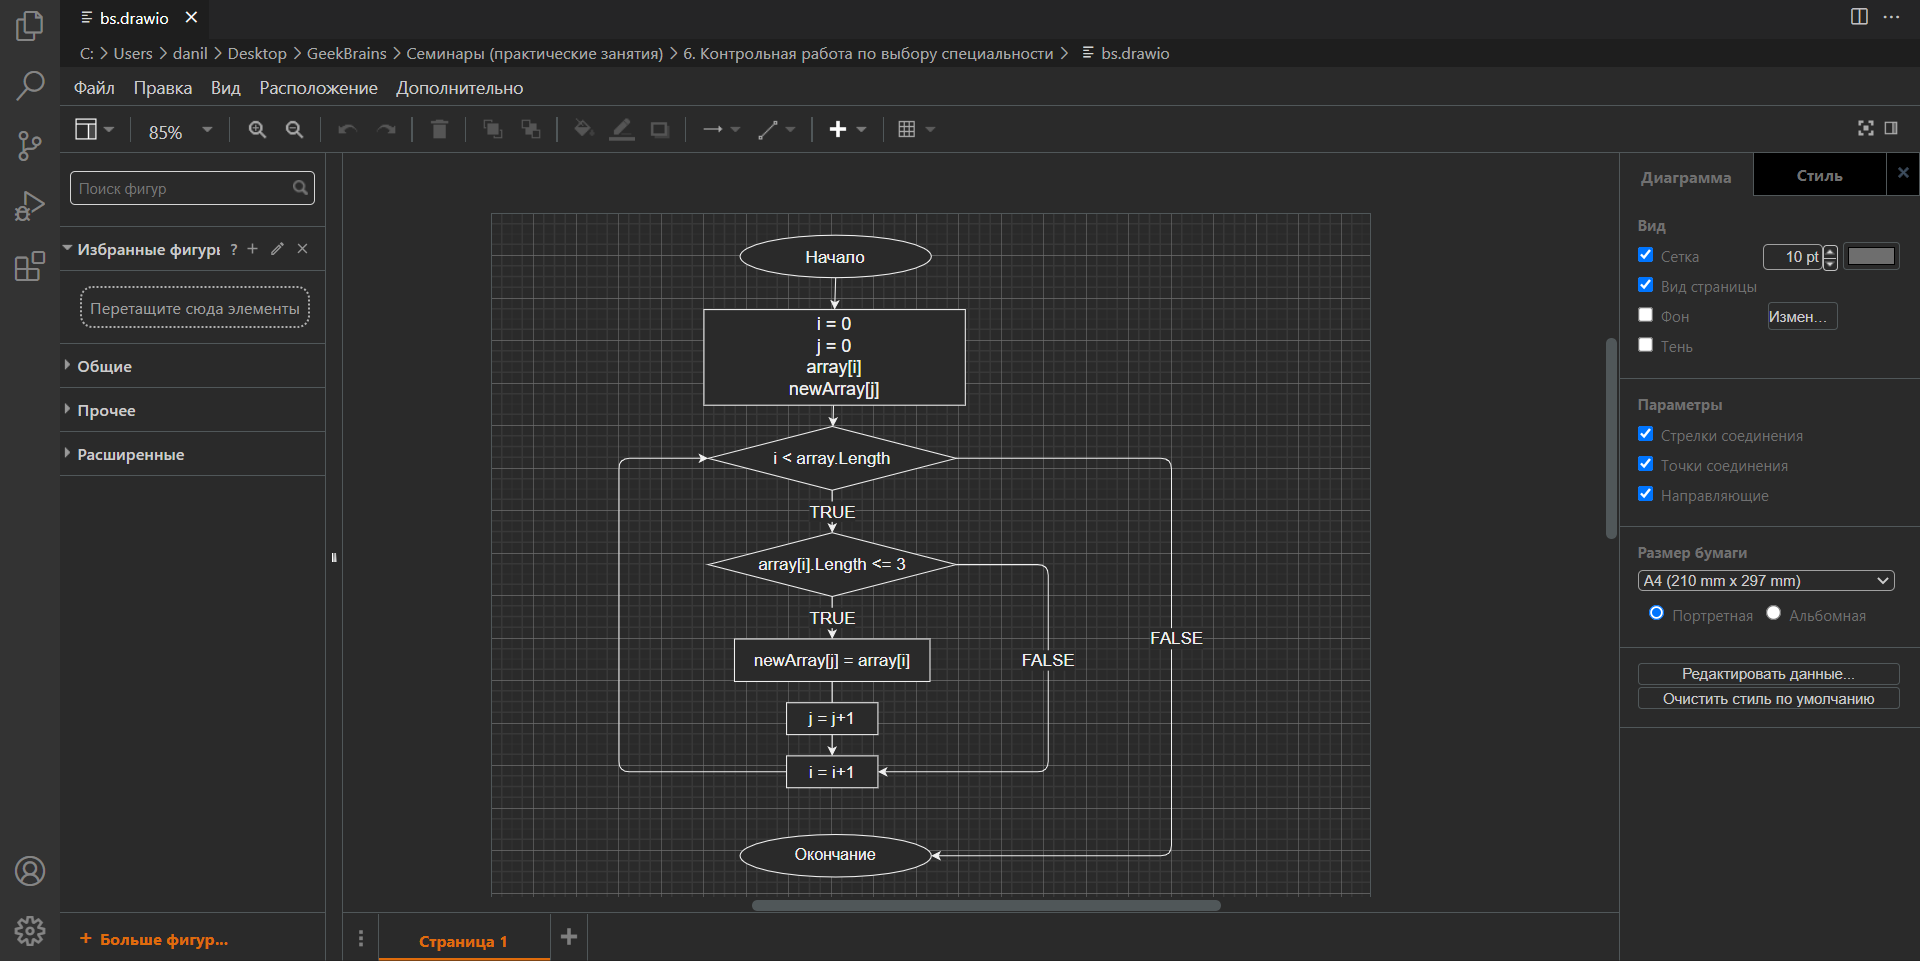 bs.drawio
C: > Users > danil > Desktop > GeekBrains > Семинары (практические занятия) > 6. Контрольная работа по выбору специальности > bs.drawio
Файл Правка Вид Расположение Дополнительно
85%
Поиск фигур
Избранные фигуры ?
Перетащите сюда элементы
Общие
Прочее
Расширенные
+ Больше фигур...
Начало
i = 0
j = 0
array[i]
newArray[j]
i < array.Length
TRUE
array[i].Length <= 3
TRUE
newArray[j] = array[i]
FALSE
FALSE
j = j+1
i = i+1
Окончание
Страница 1
Диаграмма Стиль
Вид
Сетка 10 pt
Вид страницы
Фон Измен...
Тень
Параметры
Стрелки соединения
Точки соединения
Направляющие
Размер бумаги
A4 (210 mm x 297 mm)
Портретная Альбомная
Редактировать данные...
Очистить стиль по умолчанию